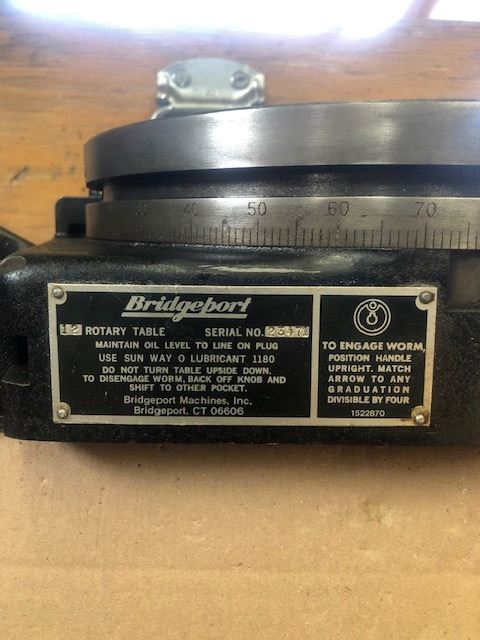 30 40 50 60 70
Bridgeport
12 ROTARY TABLE SERIAL NO. 23471
MAINTAIN OIL LEVEL TO LINE ON PLUG
USE SUN WAY O LUBRICANT 1180
DO NOT TURN TABLE UPSIDE DOWN.
TO DISENGAGE WORM, BACK OFF KNOB AND
SHIFT TO OTHER POCKET.
Bridgeport Machines, Inc.
Bridgeport, CT 06606
TO ENGAGE WORM,
POSITION HANDLE
UPRIGHT. MATCH
ARROW TO ANY
GRADUATION
DIVISIBLE BY FOUR
1522870